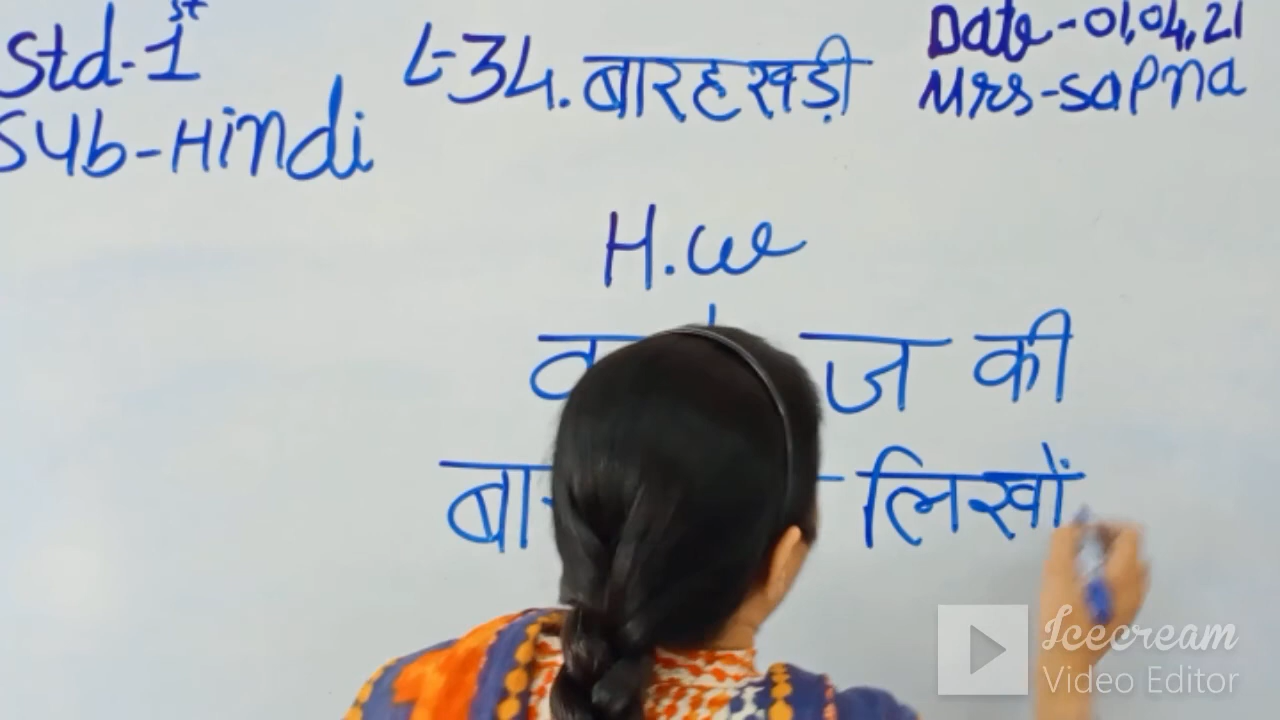 Std-1st
Sub-Hindi
L-34. बारहखड़ी
Date-01,04,21
Mrs-Sapna
H.w
ज की
लिखों
Icecream
Video Editor